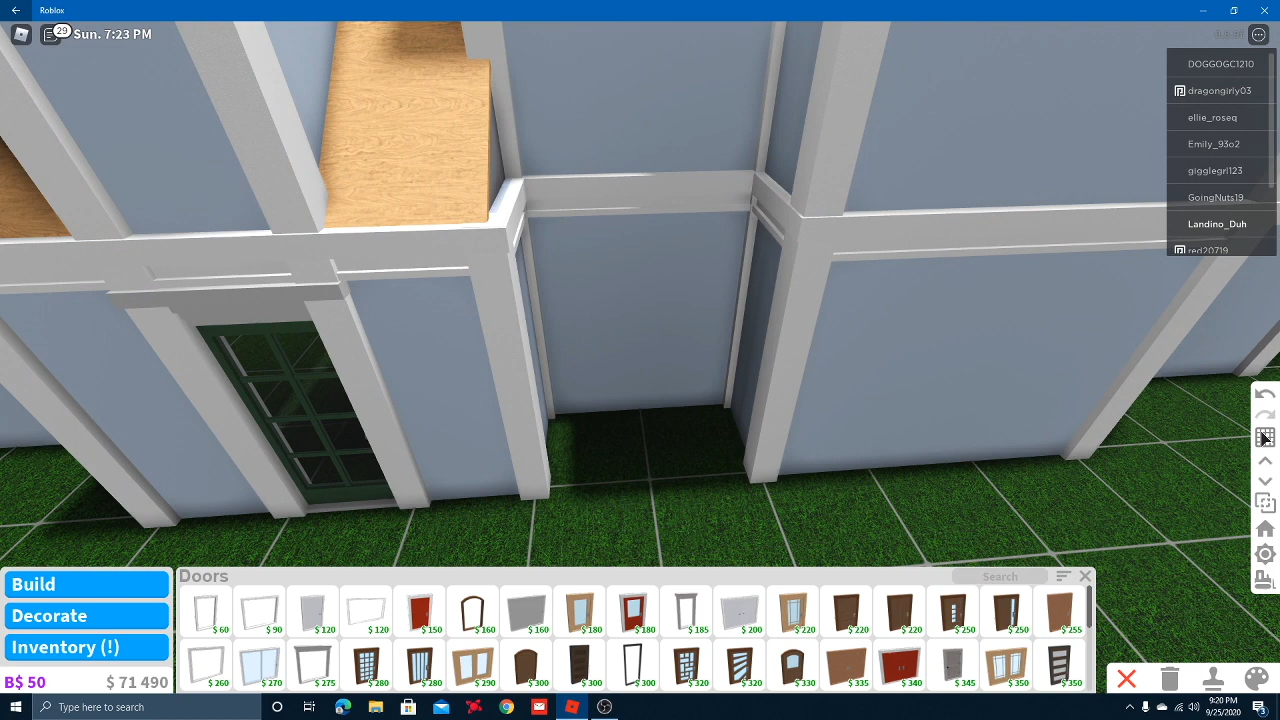 Roblox
29
Sun. 7:23 PM
DOGGOGC1210
dragongirly03
ellie_roseq
Emily_93o2
gigglegrl123
GoingNuts19
Landino_Duh
red20719
Build
Decorate
Inventory (!)
B$ 50
$ 71 490
Doors
Search
$ 60
$ 90
$ 120
$ 120
$ 150
$ 160
$ 160
$ 180
$ 180
$ 185
$ 200
$ 220
$ 220
$ 220
$ 250
$ 250
$ 255
$ 260
$ 270
$ 275
$ 280
$ 280
$ 290
$ 300
$ 300
$ 300
$ 320
$ 320
$ 330
$ 335
$ 340
$ 345
$ 350
$ 350
Type here to search
9:20 PM
9/25/2020
3